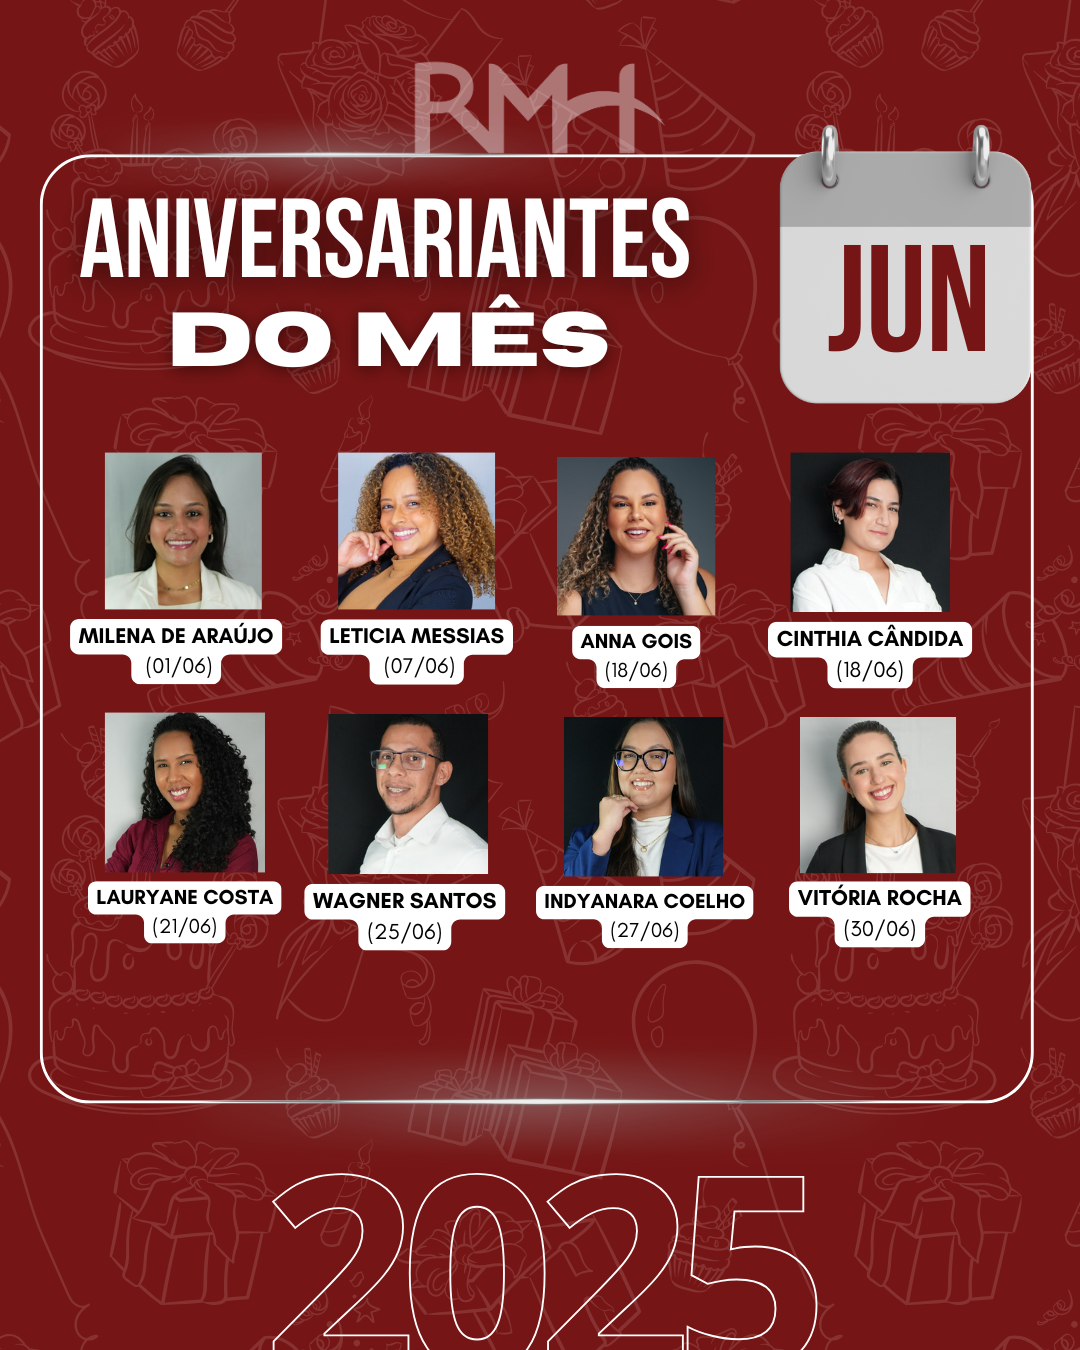 RMH
ANIVERSARIANTES
DO MÊS
JUN
MILENA DE ARAÚJO
(01/06)
LETICIA MESSIAS
(07/06)
ANNA GOIS
(18/06)
CINTHIA CÂNDIDA
(18/06)
LAURYANE COSTA
(21/06)
WAGNER SANTOS
(25/06)
INDYANARA COELHO
(27/06)
VITÓRIA ROCHA
(30/06)
2025